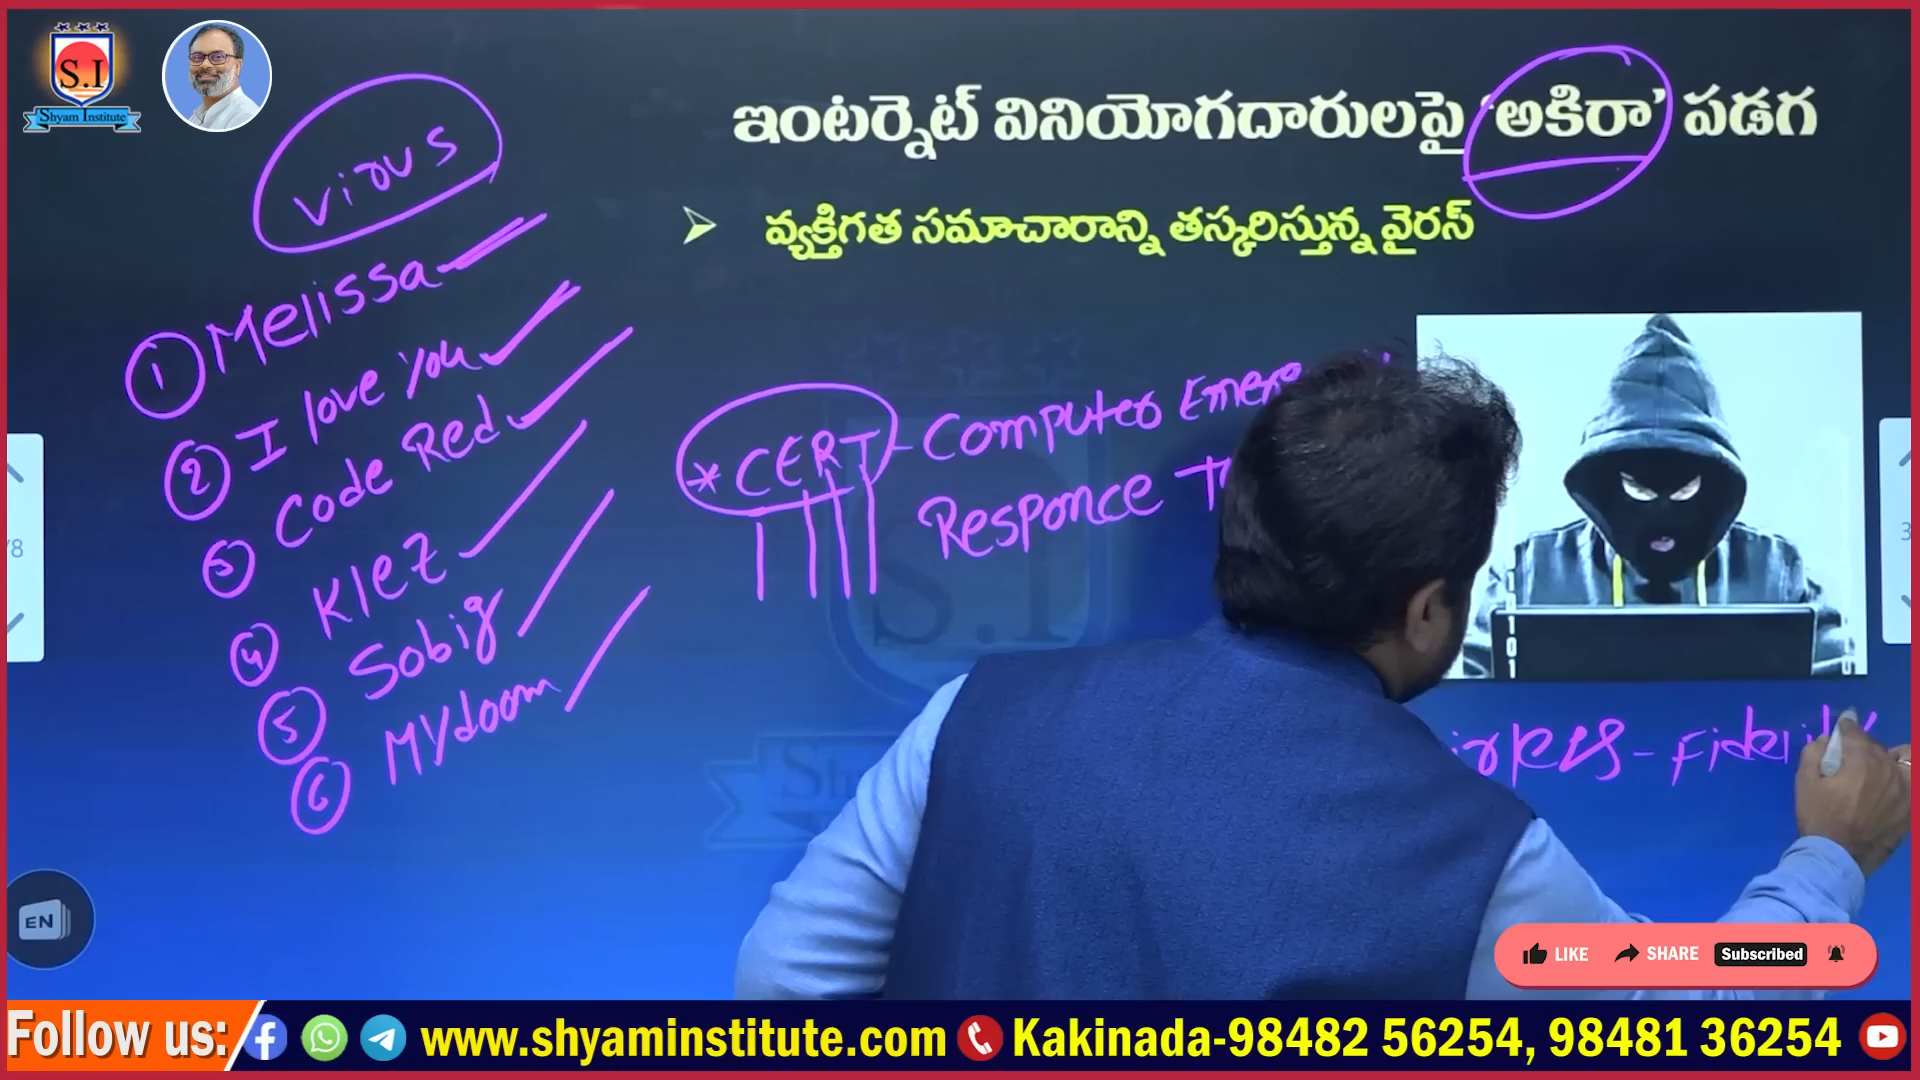 S.I
Shyam Institute
ఇంటర్నెట్ వినియోగదారులపై ‘అకిరా’ పడగ
వ్యక్తిగత సమాచారాన్ని తస్కరిస్తున్న వైరస్
virus
① Melissa
② I love You
③ Code Red
④ Klez
⑤ Sobig
⑥ MYdoom
* CERT - Computer
Responce
/8
3
S.I
EN
LIKE SHARE Subscribed
Follow us: www.shyaminstitute.com Kakinada-98482 56254, 98481 36254